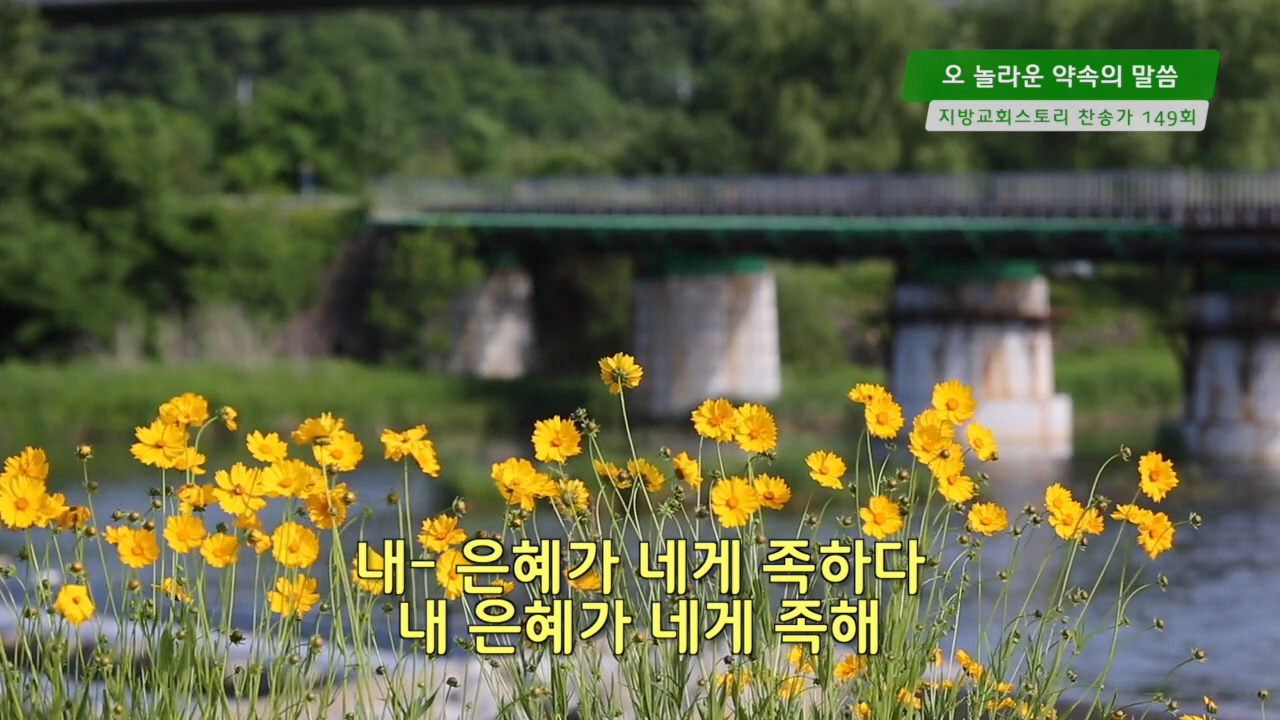 오 놀라운 약속의 말씀
지방교회스토리 찬송가 149회
내- 은혜가 네게 족하다
내 은혜가 네게 족해